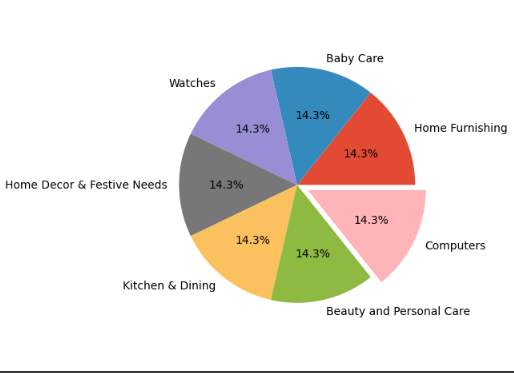 Baby Care
Watches
14.3%
14.3%
Home Furnishing
14.3%
Home Decor & Festive Needs
14.3%
14.3%
14.3%
Computers
14.3%
Kitchen & Dining
Beauty and Personal Care